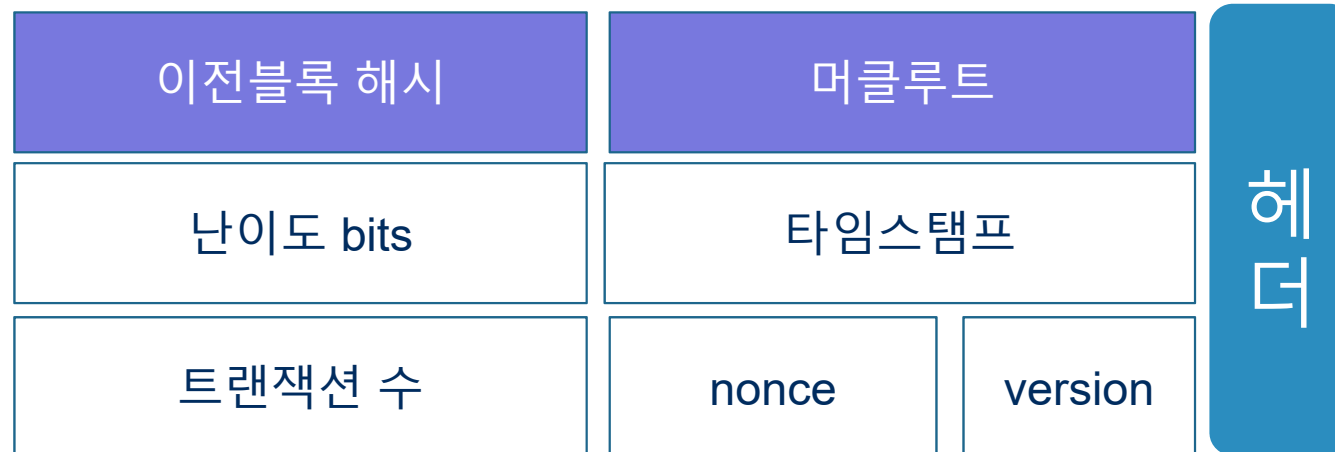 이전블록 해시
머클루트
난이도 bits
타임스탬프
트랜잭션 수
nonce
version
헤더